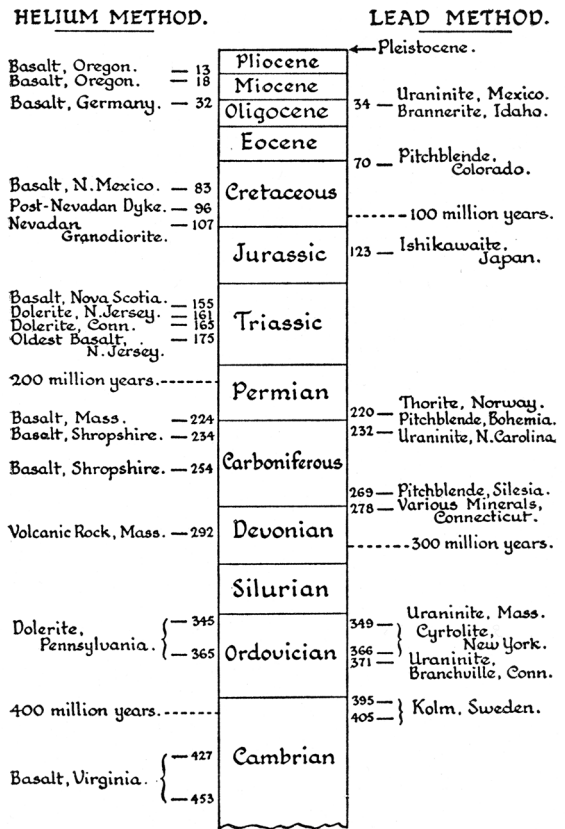 HELIUM METHOD.
LEAD METHOD.
Pleistocene.
Pliocene
Basalt, Oregon. — 13
Basalt, Oregon. — 18
Miocene
Basalt, Germany. — 32
Oligocene
34 — Uraninite, Mexico.
Brannerite, Idaho.
Eocene
70 — Pitchblende,
Colorado.
Basalt, N.Mexico. — 83
Cretaceous
Post-Nevadan Dyke. — 96
100 million years.
Nevadan — 107
Granodiorite.
Jurassic
123 — Ishikawaite,
Japan.
Basalt, Nova Scotia. — 155
Dolerite, N.Jersey. — 161
Dolerite, Conn. — 165
Oldest Basalt, — 175
N.Jersey.
Triassic
200 million years.
Permian
220 — Thorite, Norway.
Pitchblende, Bohemia.
232 — Uraninite, N.Carolina
Basalt, Mass. — 224
Basalt, Shropshire. — 234
Carboniferous
Basalt, Shropshire. — 254
269 — Pitchblende, Silesia.
278 — Various Minerals,
Connecticut.
Volcanic Rock, Mass. — 292
Devonian
300 million years.
Silurian
Dolerite,
Pennsylvania.
345
365
Ordovician
349 — Uraninite, Mass.
366 — Cyrtolite,
New York.
371 — Uraninite,
Branchville, Conn.
395
405
Kolm, Sweden.
400 million years.
Cambrian
Basalt, Virginia.
427
453